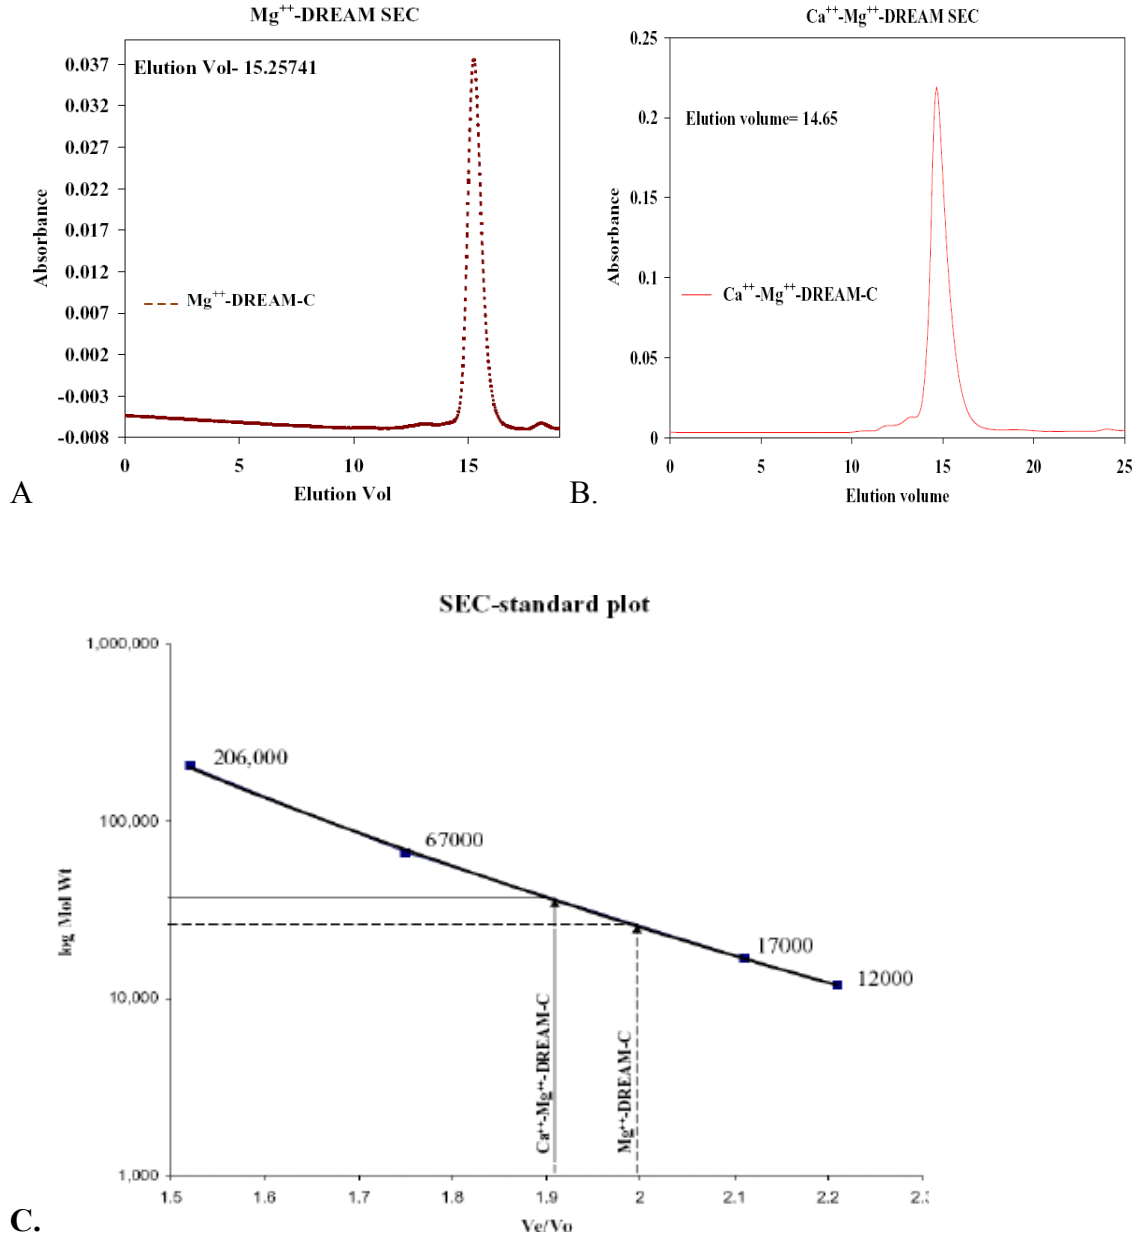 Mg++-DREAM SEC
Elution Vol- 15.25741
0.037
0.032
0.027
0.022
0.017
0.012
0.007
0.002
-0.003
-0.008
Absorbance
Mg++-DREAM-C
0 5 10 15
Elution Vol
A
Ca++-Mg++-DREAM SEC
Elution volume= 14.65
0.25
0.2
0.15
0.1
0.05
0
Absorbance
Ca++-Mg++-DREAM-C
0 5 10 15 20 25
Elution volume
B.
SEC-standard plot
1,000,000
100,000
10,000
1,000
log Mol Wt
206,000
67000
17000
12000
Ca++-Mg++-DREAM-C
Mg++-DREAM-C
1.5 1.6 1.7 1.8 1.9 2 2.1 2.2
Ve/Vo
C.